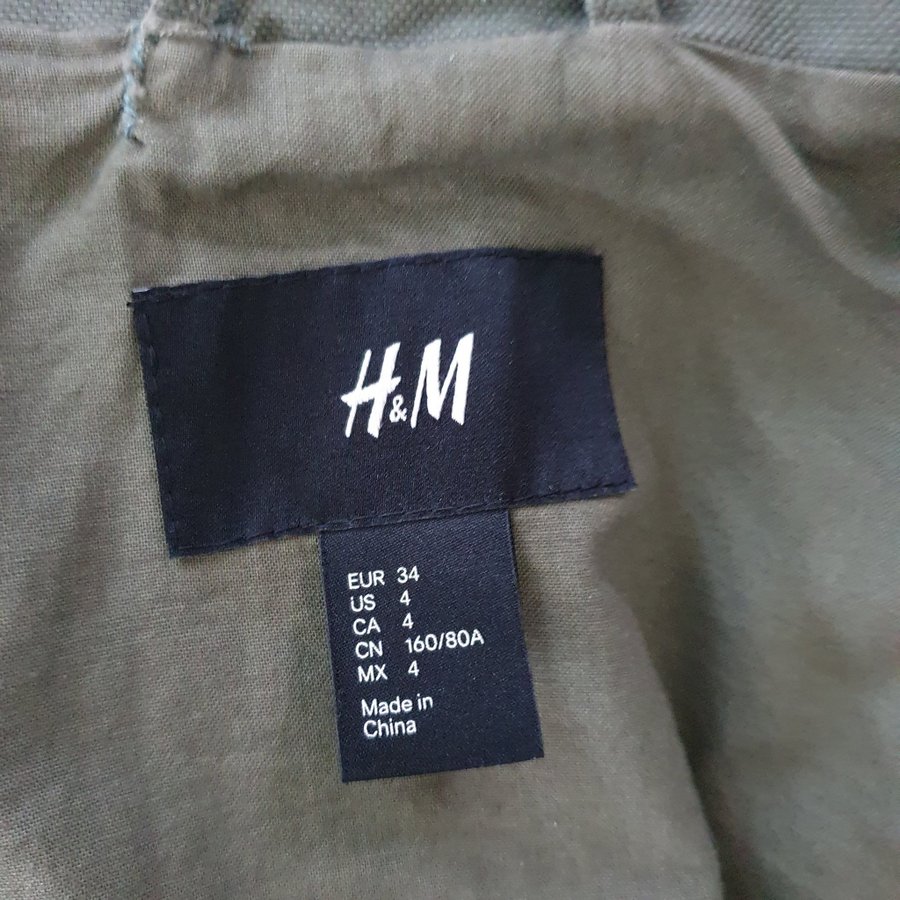 H&M
EUR 34
US 4
CA 4
CN 160/80A
MX 4
Made in
China